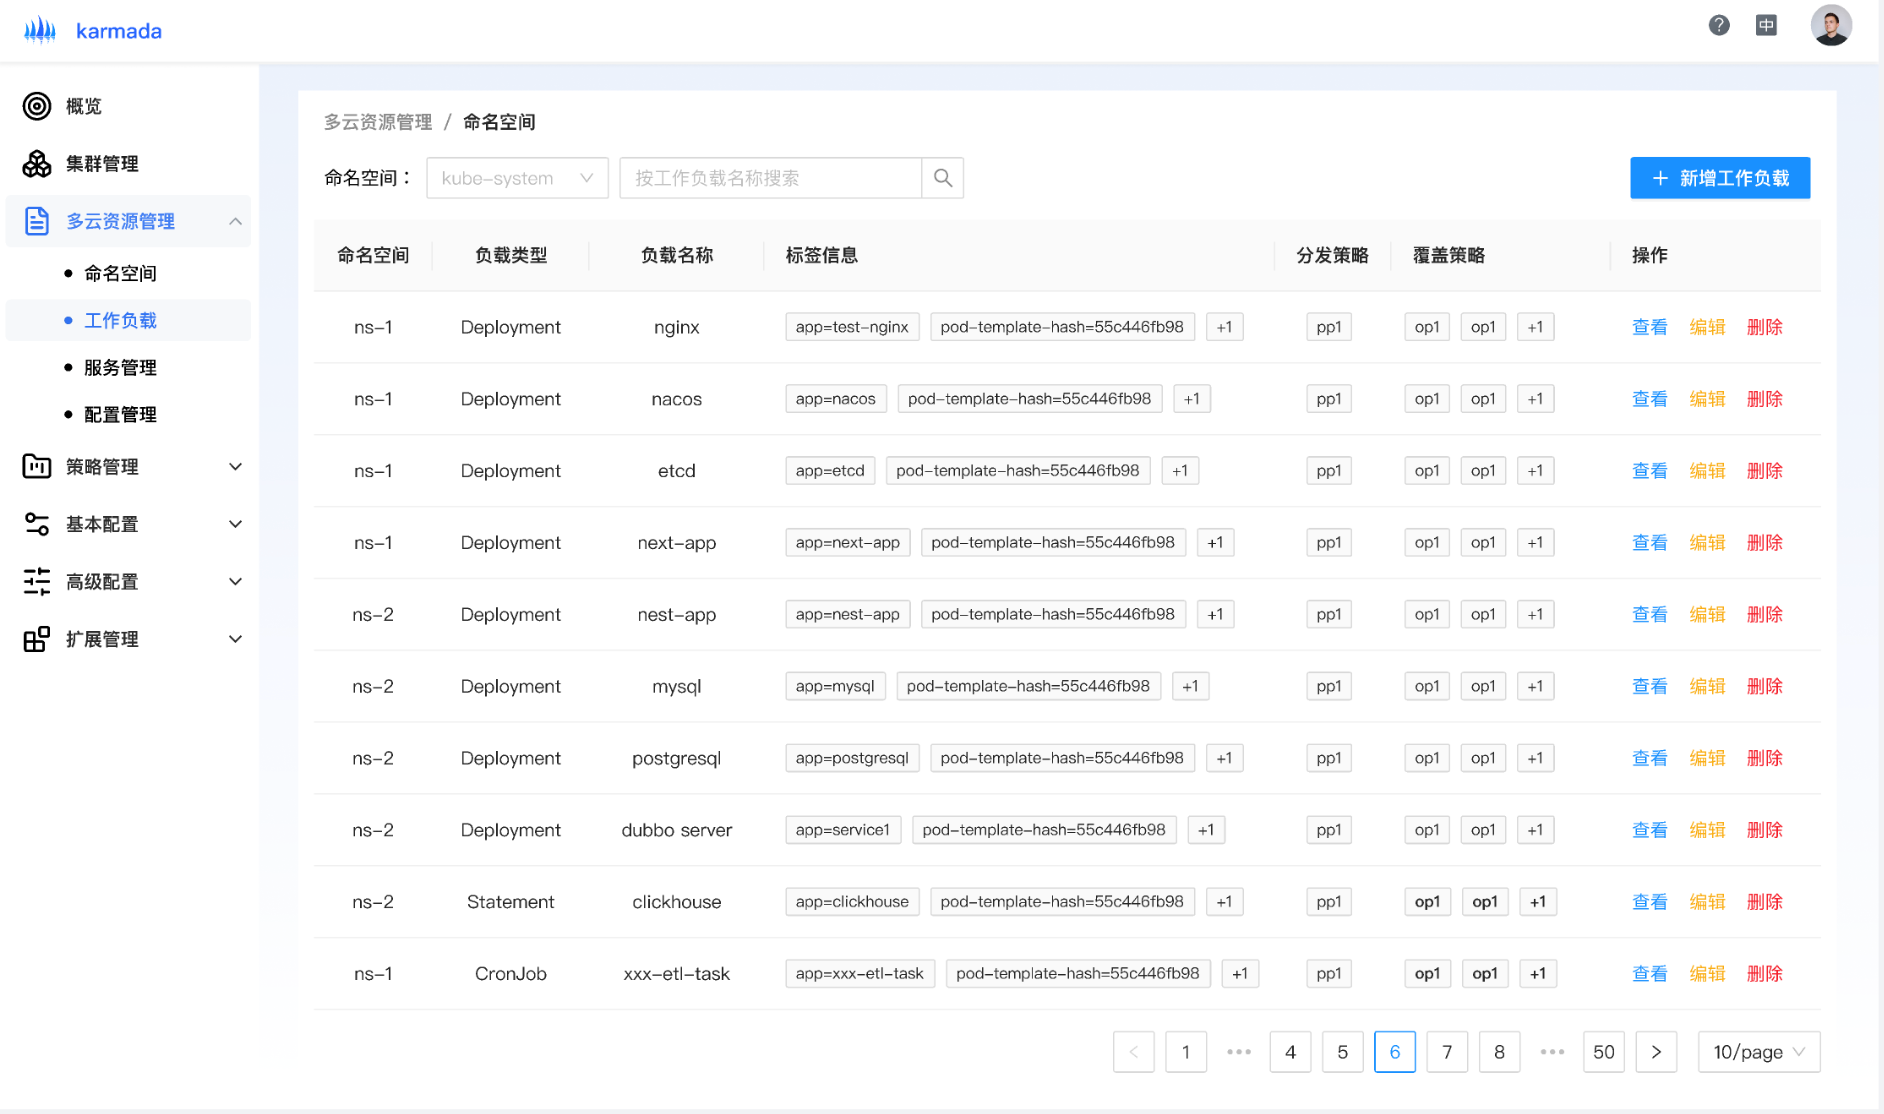 karmada
? 中
概览
集群管理
多云资源管理
命名空间
工作负载
服务管理
配置管理
策略管理
基本配置
高级配置
扩展管理
多云资源管理 / 命名空间
命名空间： kube-system 按工作负载名称搜索 + 新增工作负载
命名空间 负载类型 负载名称 标签信息 分发策略 覆盖策略 操作
ns-1 Deployment nginx app=test-nginx pod-template-hash=55c446fb98 +1 pp1 op1 op1 +1 查看 编辑 删除
ns-1 Deployment nacos app=nacos pod-template-hash=55c446fb98 +1 pp1 op1 op1 +1 查看 编辑 删除
ns-1 Deployment etcd app=etcd pod-template-hash=55c446fb98 +1 pp1 op1 op1 +1 查看 编辑 删除
ns-1 Deployment next-app app=next-app pod-template-hash=55c446fb98 +1 pp1 op1 op1 +1 查看 编辑 删除
ns-2 Deployment nest-app app=nest-app pod-template-hash=55c446fb98 +1 pp1 op1 op1 +1 查看 编辑 删除
ns-2 Deployment mysql app=mysql pod-template-hash=55c446fb98 +1 pp1 op1 op1 +1 查看 编辑 删除
ns-2 Deployment postgresql app=postgresql pod-template-hash=55c446fb98 +1 pp1 op1 op1 +1 查看 编辑 删除
ns-2 Deployment dubbo server app=service1 pod-template-hash=55c446fb98 +1 pp1 op1 op1 +1 查看 编辑 删除
ns-2 Statement clickhouse app=clickhouse pod-template-hash=55c446fb98 +1 pp1 op1 op1 +1 查看 编辑 删除
ns-1 CronJob xxx-etl-task app=xxx-etl-task pod-template-hash=55c446fb98 +1 pp1 op1 op1 +1 查看 编辑 删除
< 1 ••• 4 5 6 7 8 ••• 50 > 10/page